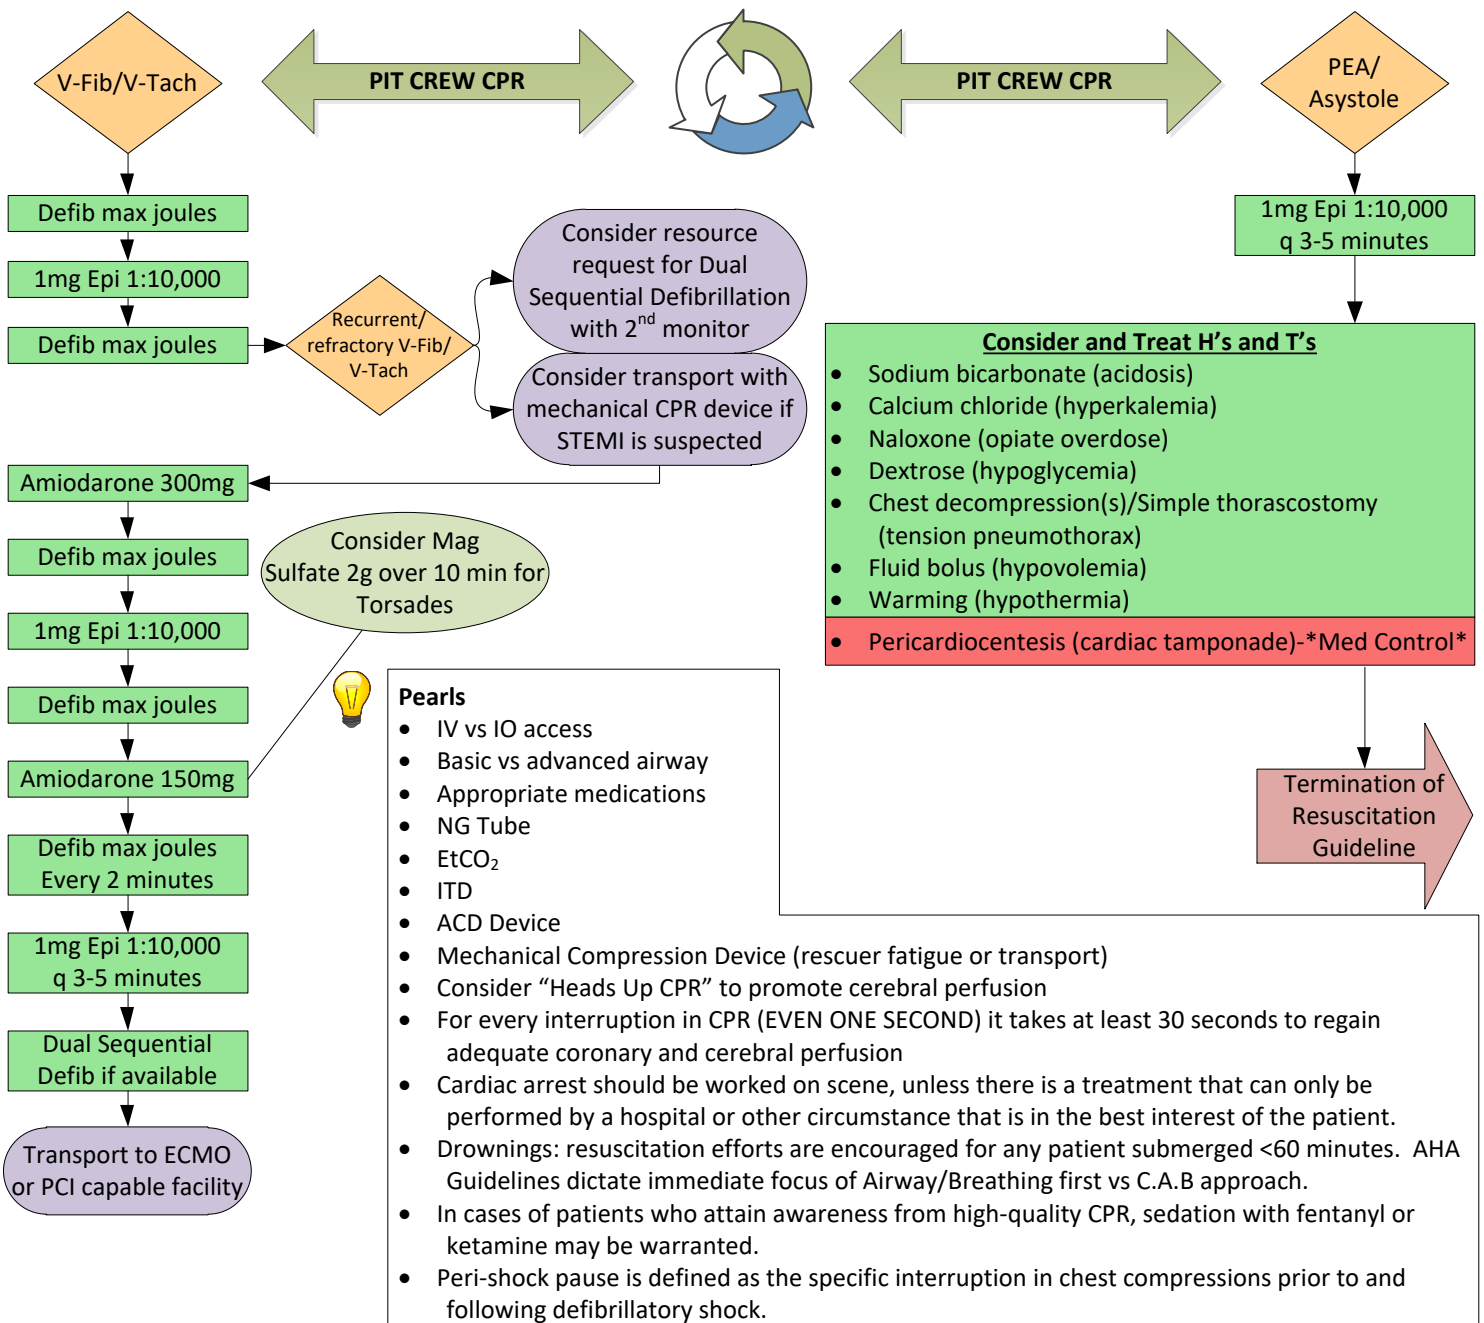 V-Fib/V-Tach
PIT CREW CPR
PIT CREW CPR
PEA/
Asystole
Defib max joules
1mg Epi 1:10,000
Defib max joules
Recurrent/
refractory V-Fib/
V-Tach
Consider resource
request for Dual
Sequential Defibrillation
with 2nd monitor
Consider transport with
mechanical CPR device if
STEMI is suspected
Amiodarone 300mg
Defib max joules
1mg Epi 1:10,000
Defib max joules
Amiodarone 150mg
Consider Mag
Sulfate 2g over 10 min for
Torsades
Defib max joules
Every 2 minutes
1mg Epi 1:10,000
q 3-5 minutes
Dual Sequential
Defib if available
Transport to ECMO
or PCI capable facility
1mg Epi 1:10,000
q 3-5 minutes
Consider and Treat H's and T's
• Sodium bicarbonate (acidosis)
• Calcium chloride (hyperkalemia)
• Naloxone (opiate overdose)
• Dextrose (hypoglycemia)
• Chest decompression(s)/Simple thorascostomy
(tension pneumothorax)
• Fluid bolus (hypovolemia)
• Warming (hypothermia)
• Pericardiocentesis (cardiac tamponade)-*Med Control*
Termination of
Resuscitation
Guideline
Pearls
• IV vs IO access
• Basic vs advanced airway
• Appropriate medications
• NG Tube
• EtCO₂
• ITD
• ACD Device
• Mechanical Compression Device (rescuer fatigue or transport)
• Consider “Heads Up CPR” to promote cerebral perfusion
• For every interruption in CPR (EVEN ONE SECOND) it takes at least 30 seconds to regain
adequate coronary and cerebral perfusion
• Cardiac arrest should be worked on scene, unless there is a treatment that can only be
performed by a hospital or other circumstance that is in the best interest of the patient.
• Drownings: resuscitation efforts are encouraged for any patient submerged <60 minutes. AHA
Guidelines dictate immediate focus of Airway/Breathing first vs C.A.B approach.
• In cases of patients who attain awareness from high-quality CPR, sedation with fentanyl or
ketamine may be warranted.
• Peri-shock pause is defined as the specific interruption in chest compressions prior to and
following defibrillatory shock.